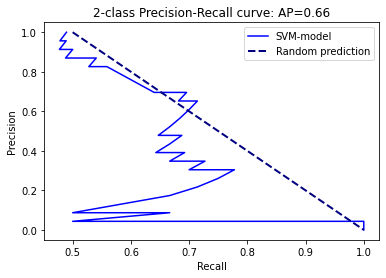 2-class Precision-Recall curve: AP=0.66
SVM-model
Random prediction
Precision
1.0
0.8
0.6
0.4
0.2
0.0
0.5 0.6 0.7 0.8 0.9 1.0
Recall